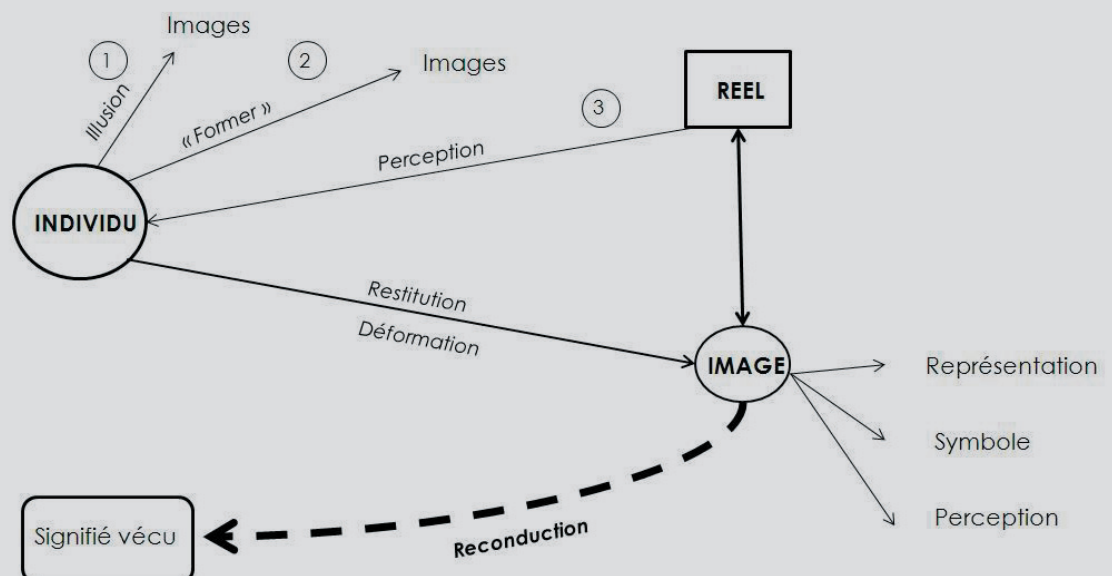 Images
1
2
Images
Illusion
« Former »
3
REEL
Perception
INDIVIDU
Restitution
Déformation
IMAGE
Représentation
Symbole
Perception
Signifié vécu
Reconduction